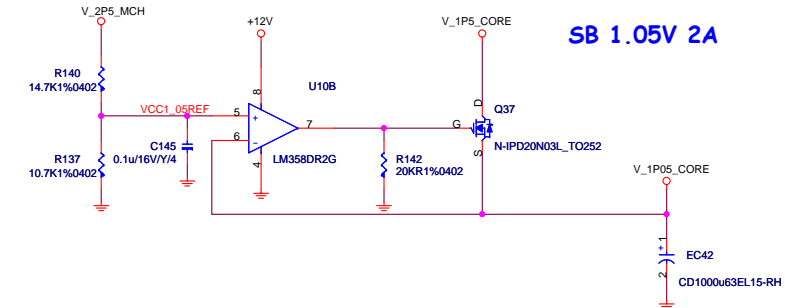 V_2P5_MCH
+12V
V_1P5_CORE
SB 1.05V 2A
R140
14.7K1%0402
U10B
VCC1_05REF
5
+
8
7
6
-
4
LM358DR2G
C145
0.1u/16V/Y/4
R137
10.7K1%0402
R142
20KR1%0402
G
D
S
Q37
N-IPD20N03L_TO252
V_1P05_CORE
+
1
2
EC42
CD1000u63EL15-RH